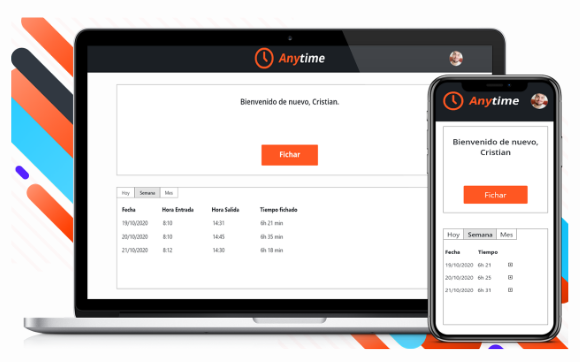 Anytime
Bienvenido de nuevo, Cristian.
Fichar
Hoy Semana Mes
Fecha Hora Entrada Hora Salida Tiempo fichado
19/10/2020 8:10 14:31 6h 21 min
20/10/2020 8:10 14:45 6h 35 min
21/10/2020 8:12 14:30 6h 18 min
Anytime
Bienvenido de nuevo,
Cristian
Fichar
Hoy Semana Mes
Fecha Tiempo
19/10/2020 6h 21
20/10/2020 6h 25
21/10/2020 6h 31